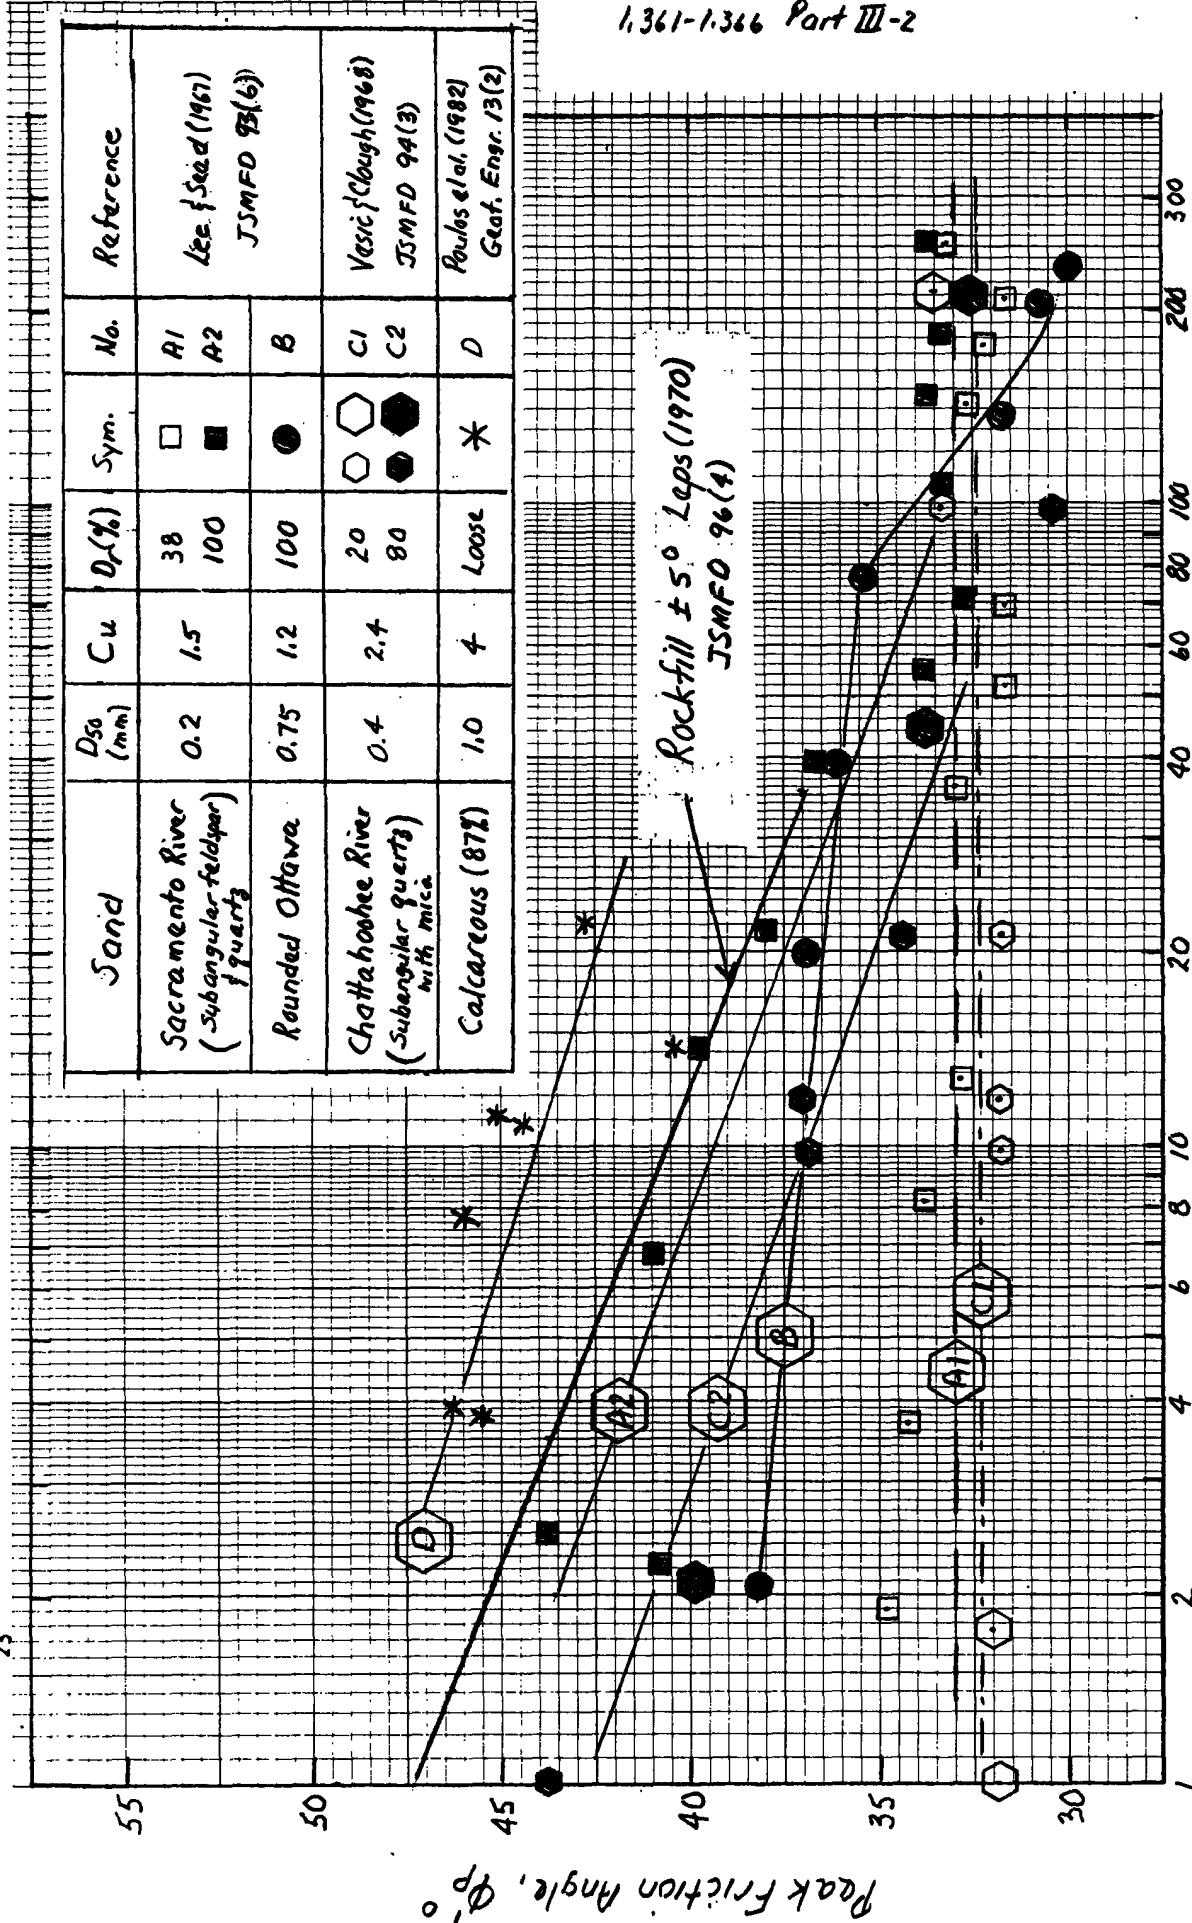 1.361-1.366 Part III-2
Sand D50 (mm) Cu Dr(%) Sym. No. Reference
Sacramento River 0.2 1.5 38 A1 Lee & Seed (1967)
(subangular feldspar & quartz) 100 A2 JSMFD 93(6)
Rounded Ottawa 0.75 1.2 100 B
Chattahoohee River 0.4 2.4 20 C1 Vesic & Clough (1968)
(subangular quartz with mica) 80 C2 JSMFD 94(3)
Calcareous (87%) 1.0 4 Loose * D Poulos et al. (1982)
Geot. Engr. 13(2)
Rockfill ± 5° Leps (1970)
JSMFD 96(4)
D
A2
C2
B
A1
C1
Peak Friction Angle, φ'p°
55
50
45
40
35
30
1 2 4 6 8 10 20 40 60 80 100 200 300